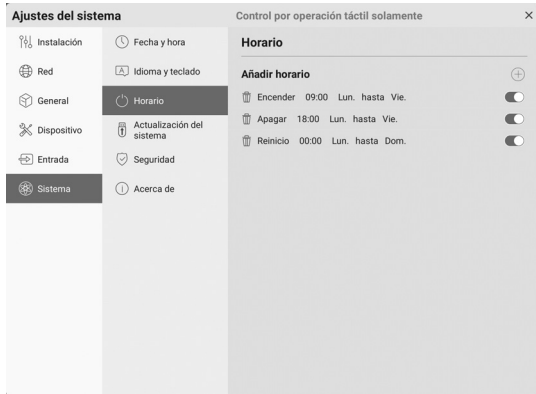 Ajustes del sistema
Control por operación táctil solamente
Instalación
Red
General
Dispositivo
Entrada
Sistema
Fecha y hora
Idioma y teclado
Horario
Actualización del
sistema
Seguridad
Acerca de
Horario
Añadir horario
Encender 09:00 Lun. hasta Vie.
Apagar 18:00 Lun. hasta Vie.
Reinicio 00:00 Lun. hasta Dom.